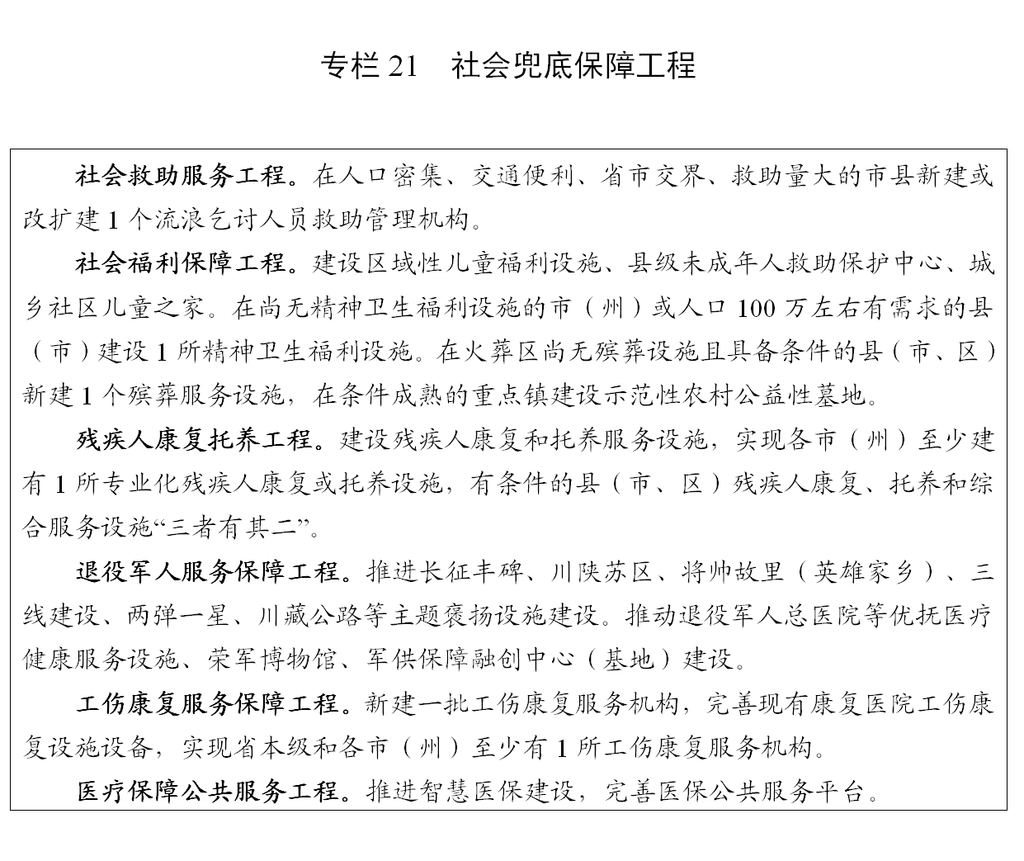 专栏 21　社会兜底保障工程
社会救助服务工程。在人口密集、交通便利、省市交界、救助量大的市县新建或
改扩建 1 个流浪乞讨人员救助管理机构。
社会福利保障工程。建设区域性儿童福利设施、县级未成年人救助保护中心、城
乡社区儿童之家。在尚无精神卫生福利设施的市（州）或人口 100 万左右有需求的县
（市）建设 1 所精神卫生福利设施。在火葬区尚无殡葬设施且具备条件的县（市、区）
新建 1 个殡葬服务设施，在条件成熟的重点镇建设示范性农村公益性墓地。
残疾人康复托养工程。建设残疾人康复和托养服务设施，实现各市（州）至少建
有 1 所专业化残疾人康复或托养设施，有条件的县（市、区）残疾人康复、托养和综
合服务设施“三者有其二”。
退役军人服务保障工程。推进长征丰碑、川陕苏区、将帅故里（英雄家乡）、三
线建设、两弹一星、川藏公路等主题褒扬设施建设。推动退役军人总医院等优抚医疗
健康服务设施、荣军博物馆、军供保障融创中心（基地）建设。
工伤康复服务保障工程。新建一批工伤康复服务机构，完善现有康复医院工伤康
复设施设备，实现省本级和各市（州）至少有 1 所工伤康复服务机构。
医疗保障公共服务工程。推进智慧医保建设，完善医保公共服务平台。